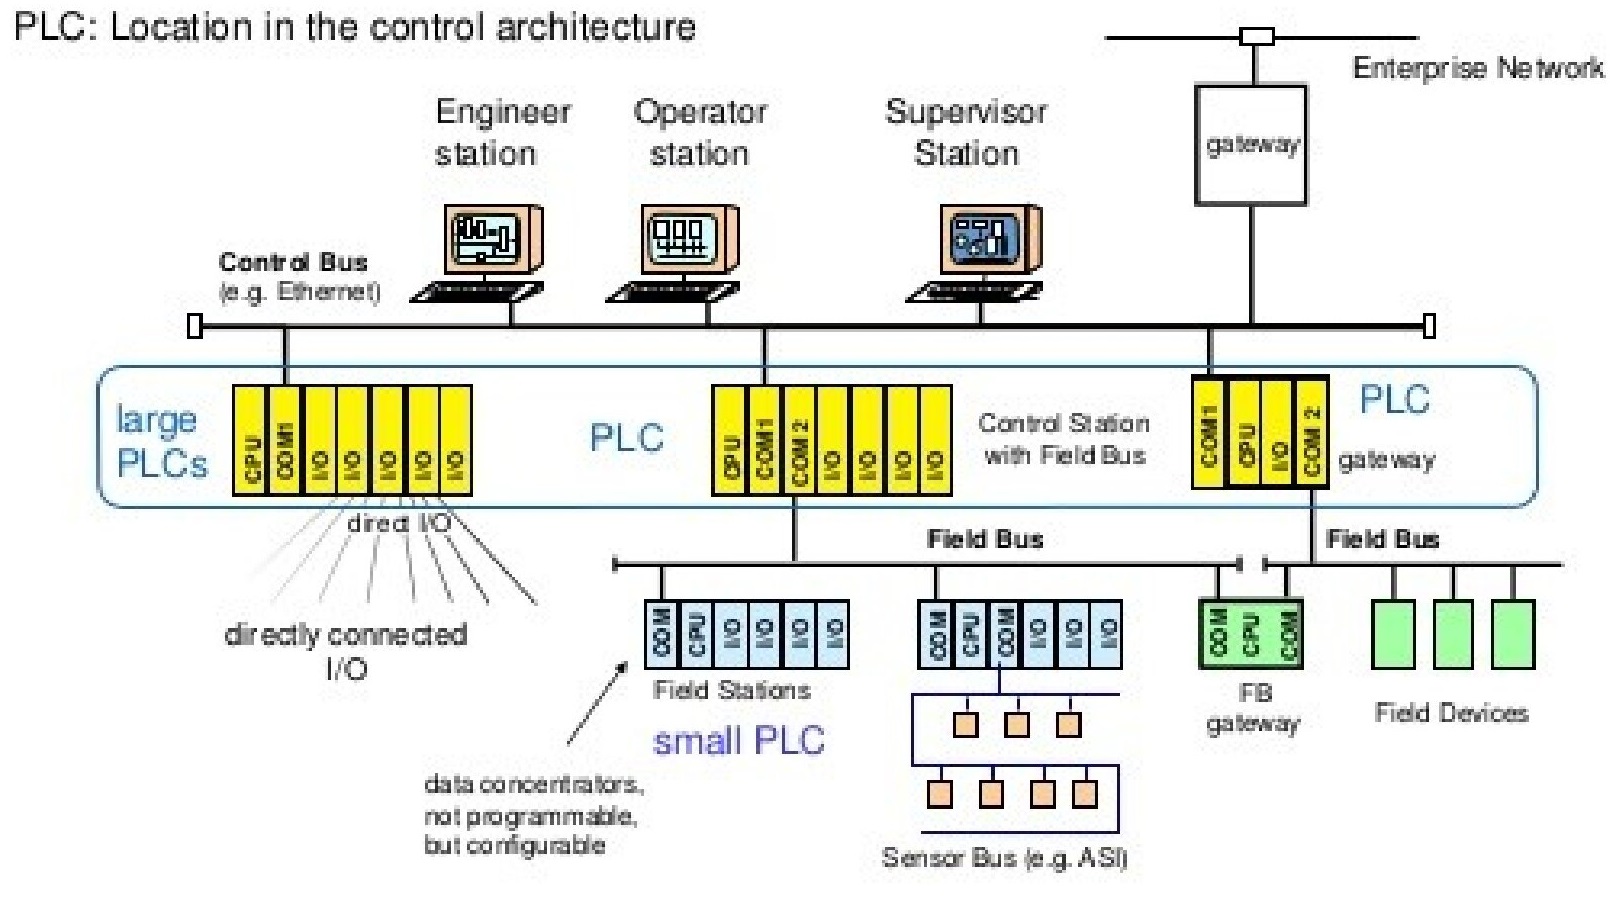 PLC: Location in the control architecture
Enterprise Network
Engineer
station
Operator
station
Supervisor
Station
gateway
Control Bus
(e.g. Ethernet)
large
PLCs
CPU
COM1
I/O
I/O
I/O
I/O
I/O
PLC
CPU
COM1
COM 2
I/O
I/O
I/O
I/O
Control Station
with Field Bus
COM1
CPU
I/O
COM 2
PLC
gateway
direct I/O
directly connected
I/O
Field Bus
Field Bus
COM
CPU
I/O
I/O
I/O
I/O
Field Stations
small PLC
COM
CPU
COM
I/O
I/O
I/O
COM
CPU
COM
FB
gateway
Field Devices
data concentrators,
not programmable,
but configurable
Sensor Bus (e.g. ASI)